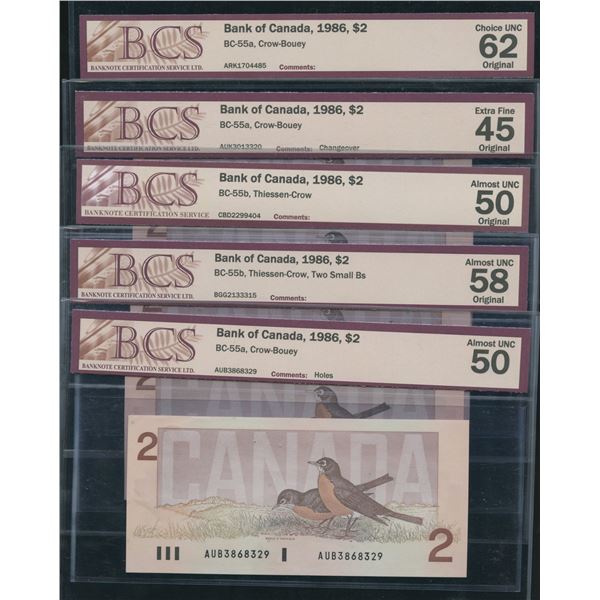 BCS
BANKNOTE CERTIFICATION SERVICE LTD.
Bank of Canada, 1986, $2
BC-55a, Crow-Bouey
ARK1704485 Comments:
Choice UNC
62
Original
BCS
BANKNOTE CERTIFICATION SERVICE LTD.
Bank of Canada, 1986, $2
BC-55a, Crow-Bouey
AUK3013320 Comments: Changeover
Extra Fine
45
Original
BCS
BANKNOTE CERTIFICATION SERVICE
Bank of Canada, 1986, $2
BC-55b, Thiessen-Crow
CBD2299404 Comments:
Almost UNC
50
Original
BCS
BANKNOTE CERTIFICATION SERVICE LTD.
Bank of Canada, 1986, $2
BC-55b, Thiessen-Crow, Two Small Bs
BGG2133315 Comments:
Almost UNC
58
Original
BCS
BANKNOTE CERTIFICATION SERVICE LTD.
Bank of Canada, 1986, $2
BC-55a, Crow-Bouey
AUB3868329 Comments: Holes
Almost UNC
50
2
2 CANADA
2
AUB3868329 AUB3868329